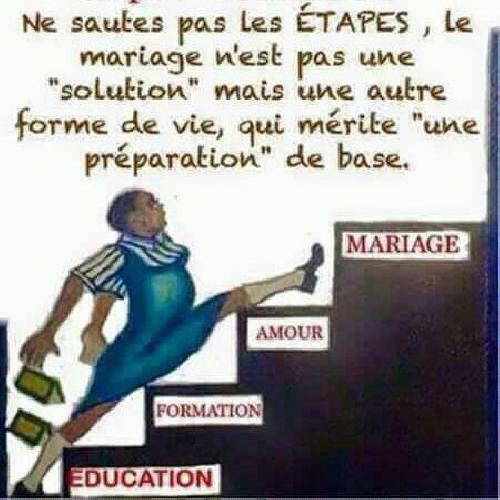 Ne sautes pas les ÉTAPES , le
mariage n'est pas une
"solution" mais une autre
forme de vie, qui mérite "une
préparation" de base.
MARIAGE
AMOUR
FORMATION
EDUCATION